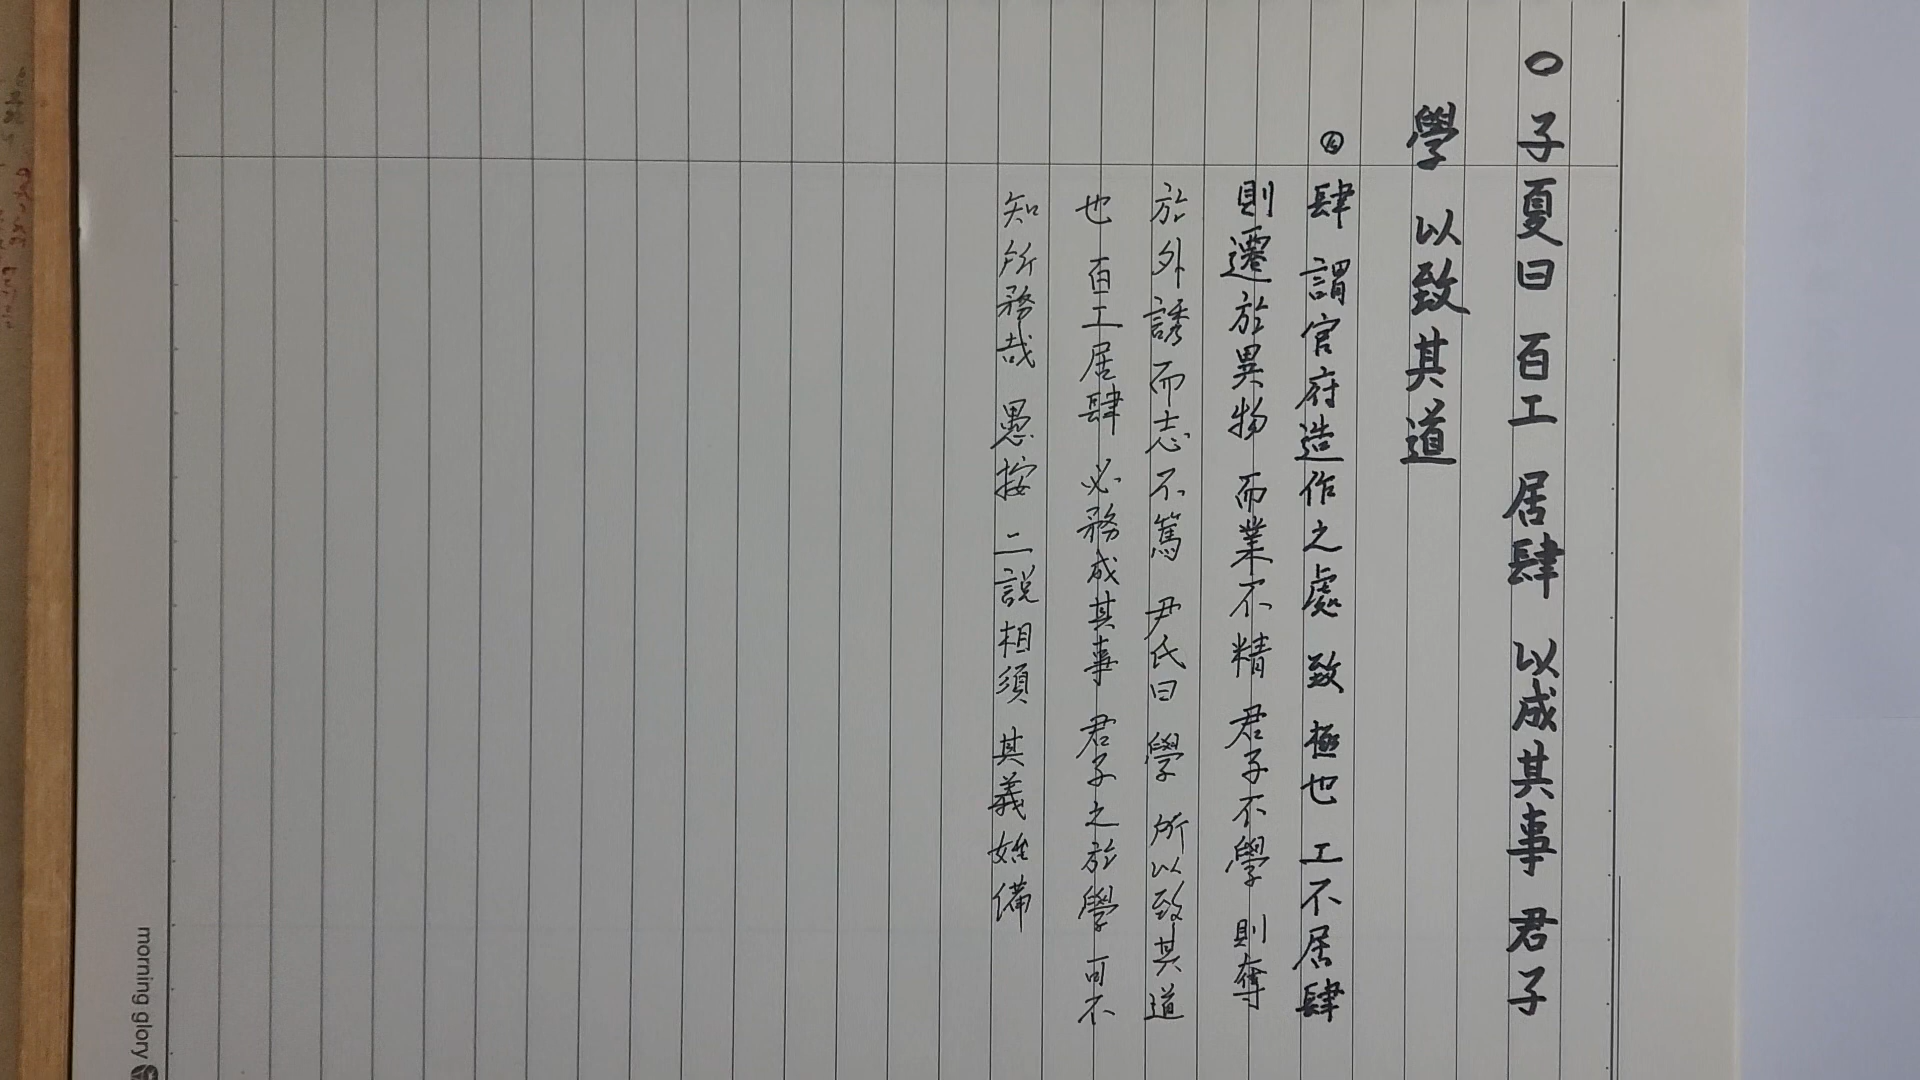 ○子夏曰 百工 居肆 以成其事 君子
學 以致其道
肆 謂官府造作之處 致 極也 工不居肆
則遷於異物 而業不精 君子不學 則奪
於外誘而志不篤 尹氏曰 學 所以致其道
也 百工居肆 必務成其事 君子之於學 可不
知所務哉 愚按 二說相須 其義始備
morning glory